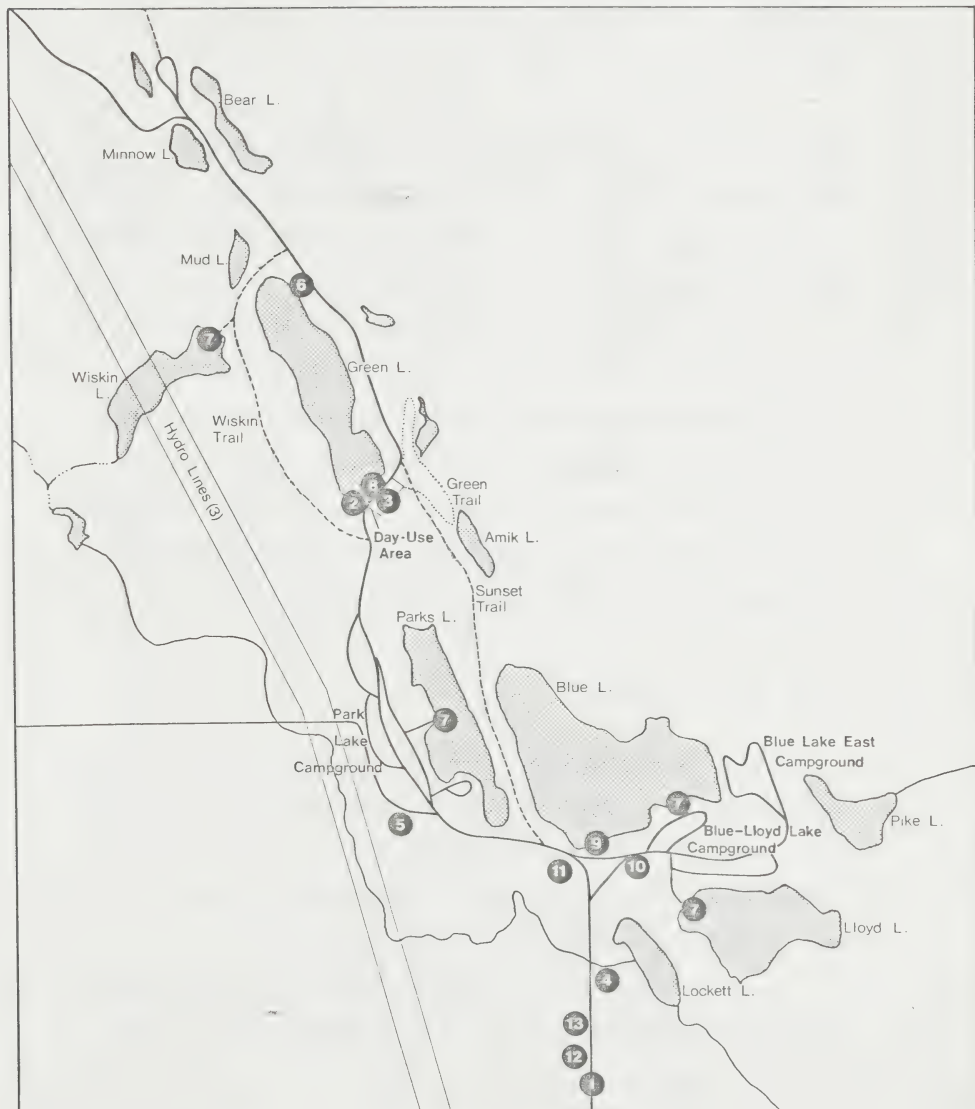 Bear L.
Minnow L.
Mud L.
6
7
Wiskin
L.
Green L.
Wiskin
Trail
Hydro Lines (3)
Green
Trail
2
3
Day-Use
Area
Amik L.
Sunset
Trail
Parks L.
Blue L.
Park
Lake
Campground
7
Blue Lake East
Campground
7
Pike L.
5
Blue-Lloyd Lake
Campground
9
11
10
7
Lloyd L.
4
Lockett L.
13
12
1